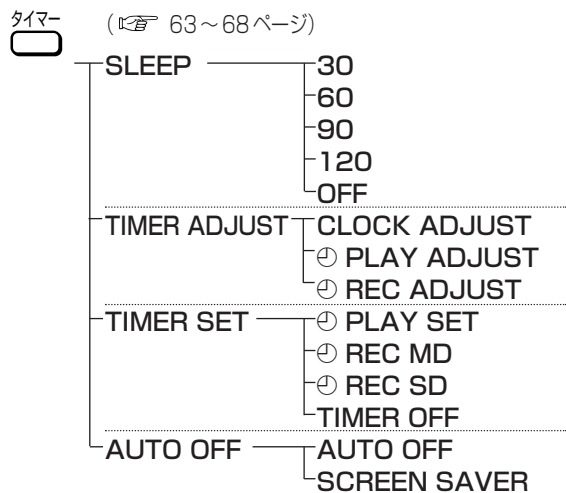 タイマー
(☞ 63~68ページ)
SLEEP 30
60
90
120
OFF
TIMER ADJUST CLOCK ADJUST
PLAY ADJUST
REC ADJUST
TIMER SET PLAY SET
REC MD
REC SD
TIMER OFF
AUTO OFF AUTO OFF
SCREEN SAVER